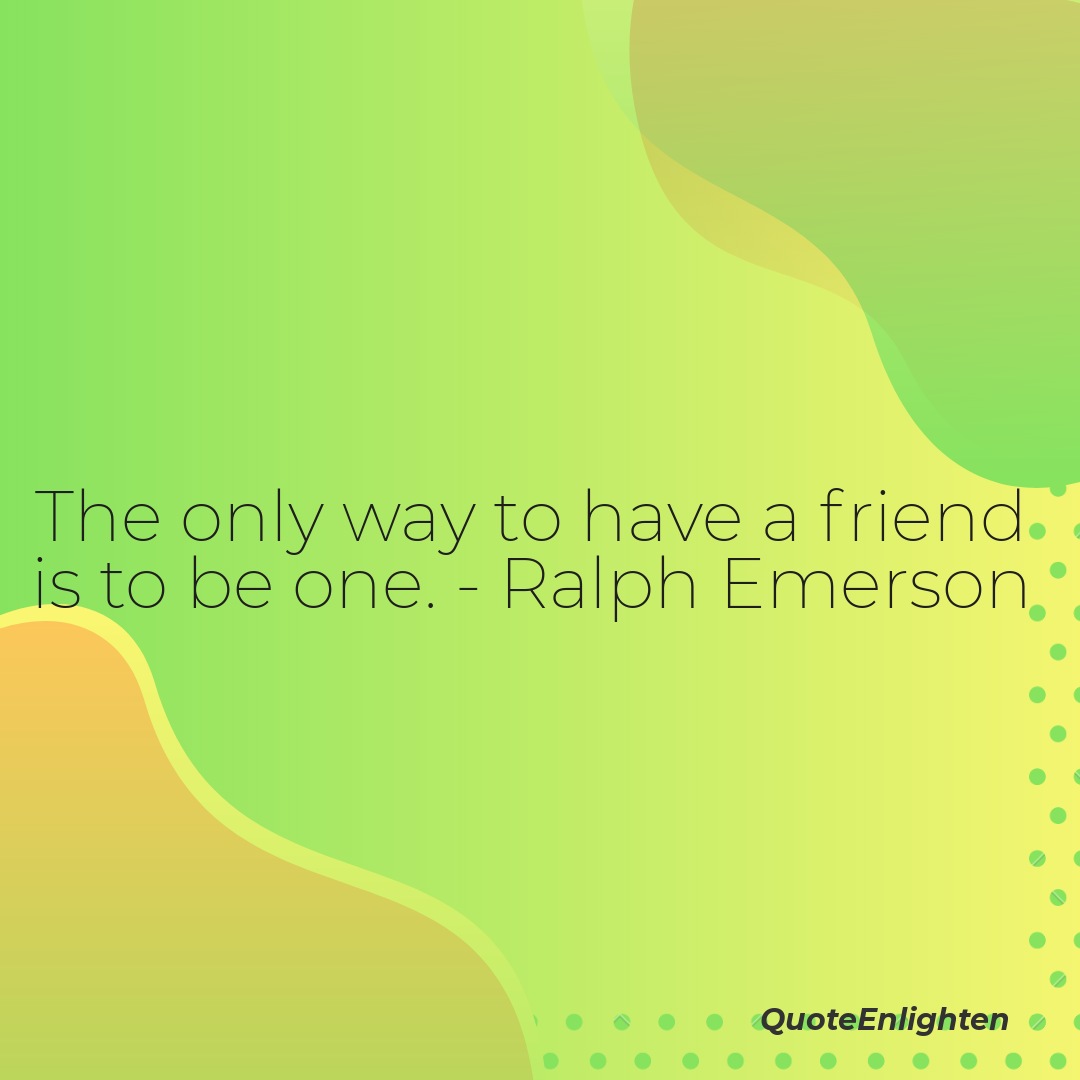 The only way to have a friend
is to be one. - Ralph Emerson
QuoteEnlighten